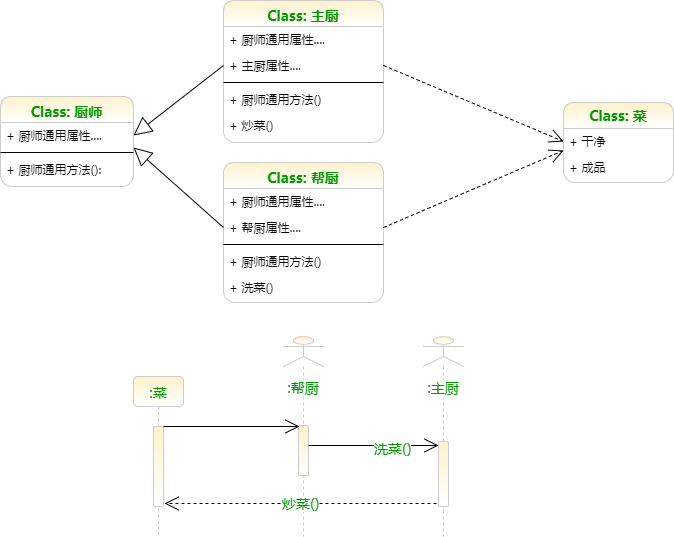 Class: 主厨
+ 厨师通用属性....
+ 主厨属性....
+ 厨师通用方法()
+ 炒菜()
Class: 厨师
+ 厨师通用属性....
+ 厨师通用方法():
Class: 菜
+ 干净
+ 成品
Class: 帮厨
+ 厨师通用属性....
+ 帮厨属性....
+ 厨师通用方法()
+ 洗菜()
:菜
:帮厨
:主厨
洗菜()
炒菜()